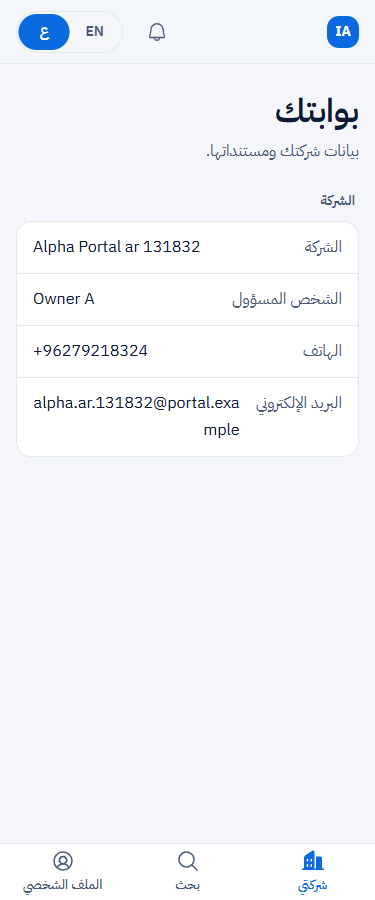 IA
EN
ع
بوابتك
بيانات شركتك ومستنداتها.
الشركة
الشركة
Alpha Portal ar 131832
الشخص المسؤول
Owner A
الهاتف
+96279218324
البريد الإلكتروني
alpha.ar.131832@portal.exa
mple
شركتي
بحث
الملف الشخصي